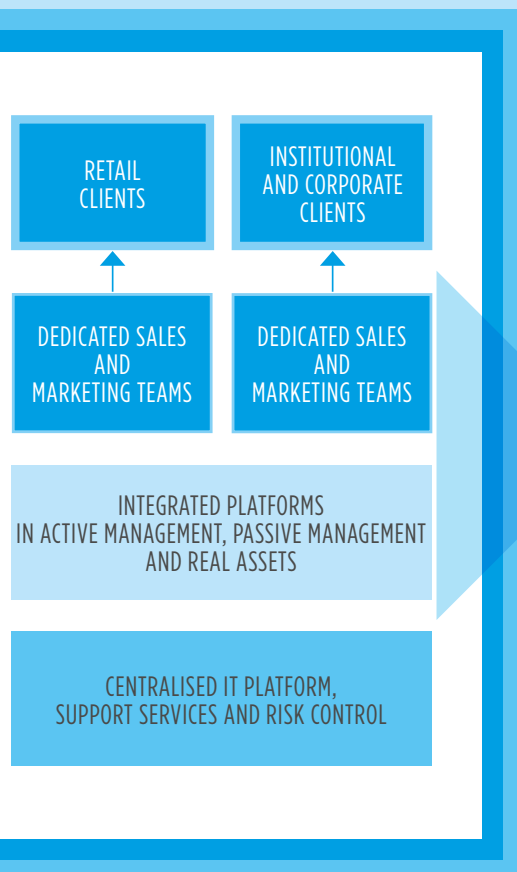 RETAIL
CLIENTS
INSTITUTIONAL
AND CORPORATE
CLIENTS
DEDICATED SALES
AND
MARKETING TEAMS
DEDICATED SALES
AND
MARKETING TEAMS
INTEGRATED PLATFORMS
IN ACTIVE MANAGEMENT, PASSIVE MANAGEMENT
AND REAL ASSETS
CENTRALISED IT PLATFORM,
SUPPORT SERVICES AND RISK CONTROL